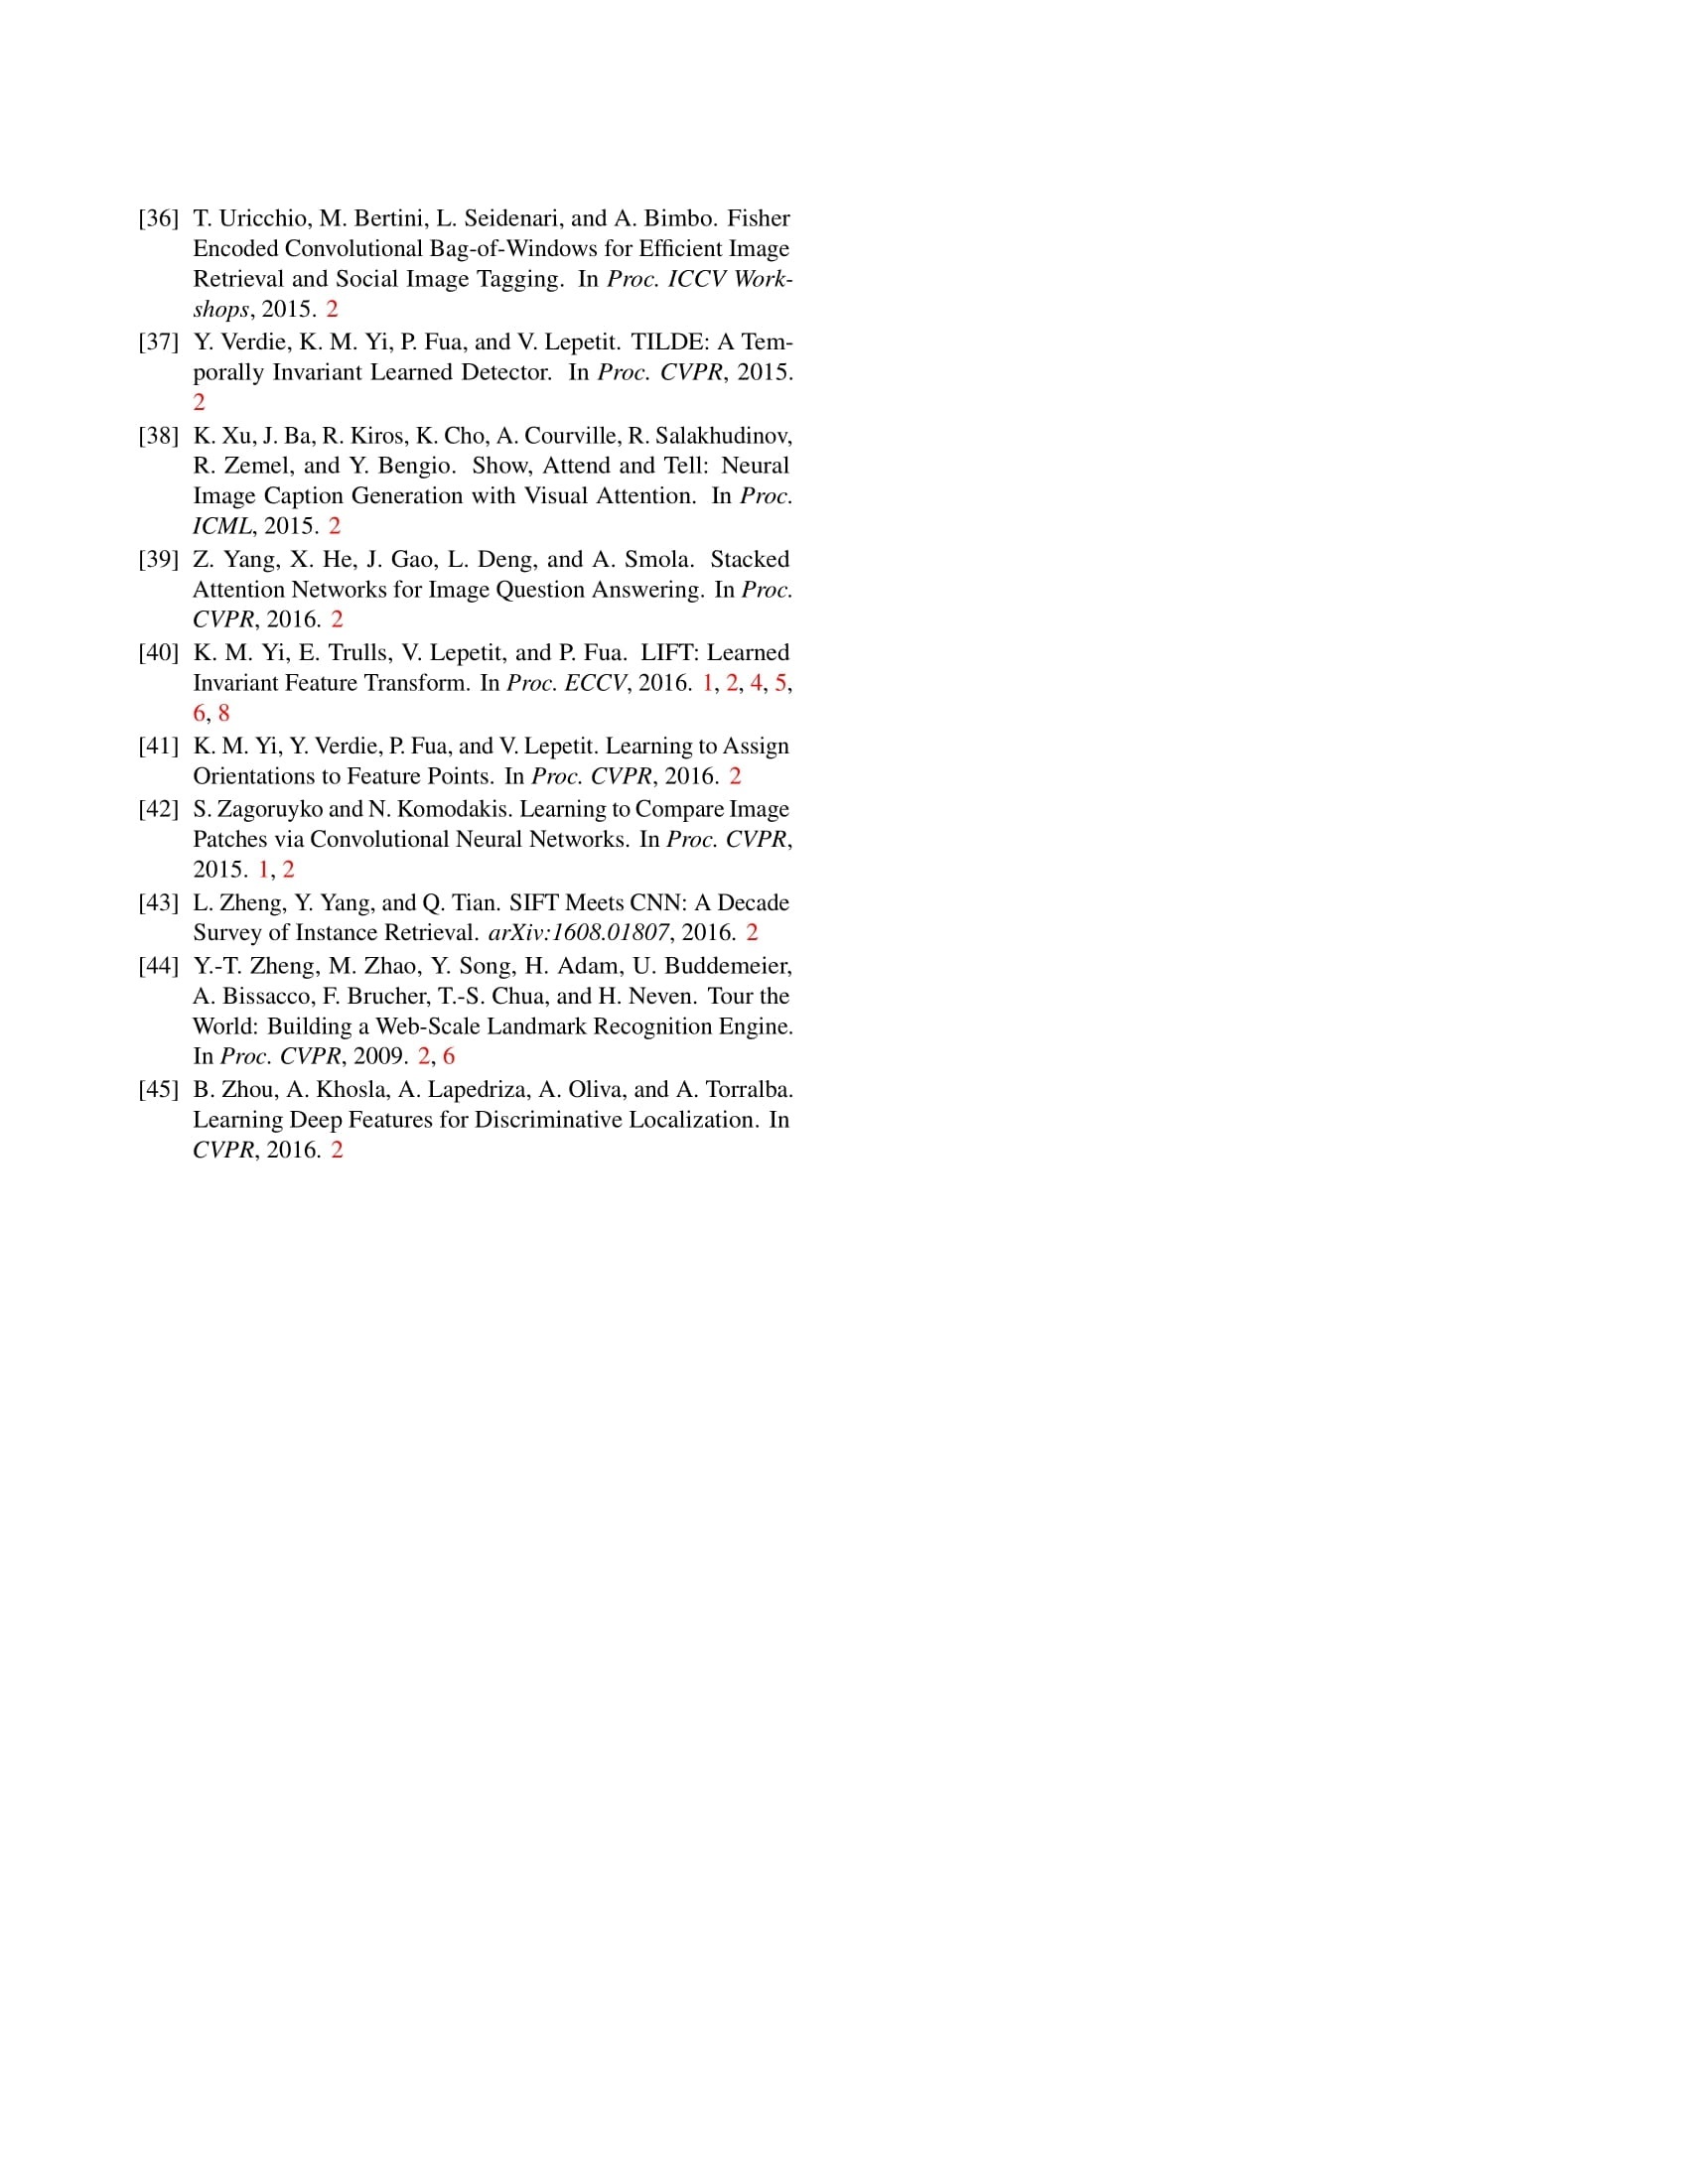 [36] T. Uricchio, M. Bertini, L. Seidenari, and A. Bimbo. Fisher
Encoded Convolutional Bag-of-Windows for Efficient Image
Retrieval and Social Image Tagging. In Proc. ICCV Work-
shops, 2015. 2
[37] Y. Verdie, K. M. Yi, P. Fua, and V. Lepetit. TILDE: A Tem-
porally Invariant Learned Detector. In Proc. CVPR, 2015.
2
[38] K. Xu, J. Ba, R. Kiros, K. Cho, A. Courville, R. Salakhudinov,
R. Zemel, and Y. Bengio. Show, Attend and Tell: Neural
Image Caption Generation with Visual Attention. In Proc.
ICML, 2015. 2
[39] Z. Yang, X. He, J. Gao, L. Deng, and A. Smola. Stacked
Attention Networks for Image Question Answering. In Proc.
CVPR, 2016. 2
[40] K. M. Yi, E. Trulls, V. Lepetit, and P. Fua. LIFT: Learned
Invariant Feature Transform. In Proc. ECCV, 2016. 1, 2, 4, 5,
6, 8
[41] K. M. Yi, Y. Verdie, P. Fua, and V. Lepetit. Learning to Assign
Orientations to Feature Points. In Proc. CVPR, 2016. 2
[42] S. Zagoruyko and N. Komodakis. Learning to Compare Image
Patches via Convolutional Neural Networks. In Proc. CVPR,
2015. 1, 2
[43] L. Zheng, Y. Yang, and Q. Tian. SIFT Meets CNN: A Decade
Survey of Instance Retrieval. arXiv:1608.01807, 2016. 2
[44] Y.-T. Zheng, M. Zhao, Y. Song, H. Adam, U. Buddemeier,
A. Bissacco, F. Brucher, T.-S. Chua, and H. Neven. Tour the
World: Building a Web-Scale Landmark Recognition Engine.
In Proc. CVPR, 2009. 2, 6
[45] B. Zhou, A. Khosla, A. Lapedriza, A. Oliva, and A. Torralba.
Learning Deep Features for Discriminative Localization. In
CVPR, 2016. 2